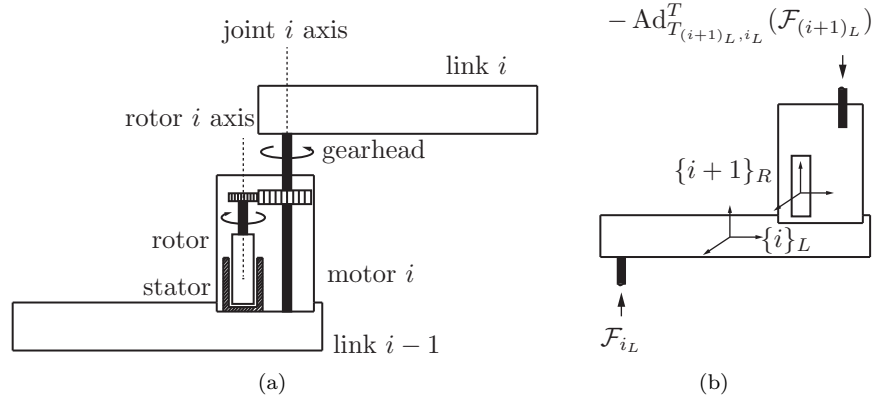 joint i axis
link i
rotor i axis
gearhead
rotor
stator
motor i
link i − 1
(a)
− Ad^T_{T_{(i+1)_L, i_L}} (F_{(i+1)_L})
{i + 1}_R
{i}_L
F_{i_L}
(b)